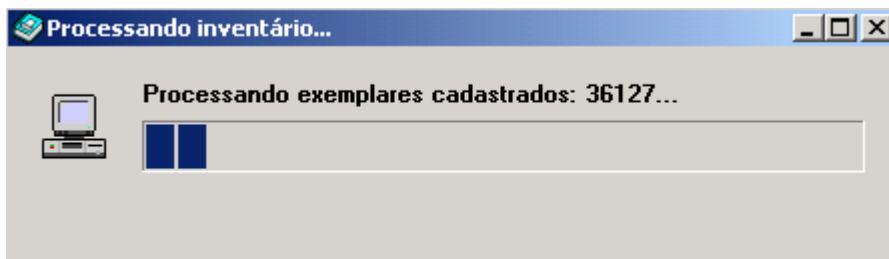 Processando inventário...
Processando exemplares cadastrados: 36127...